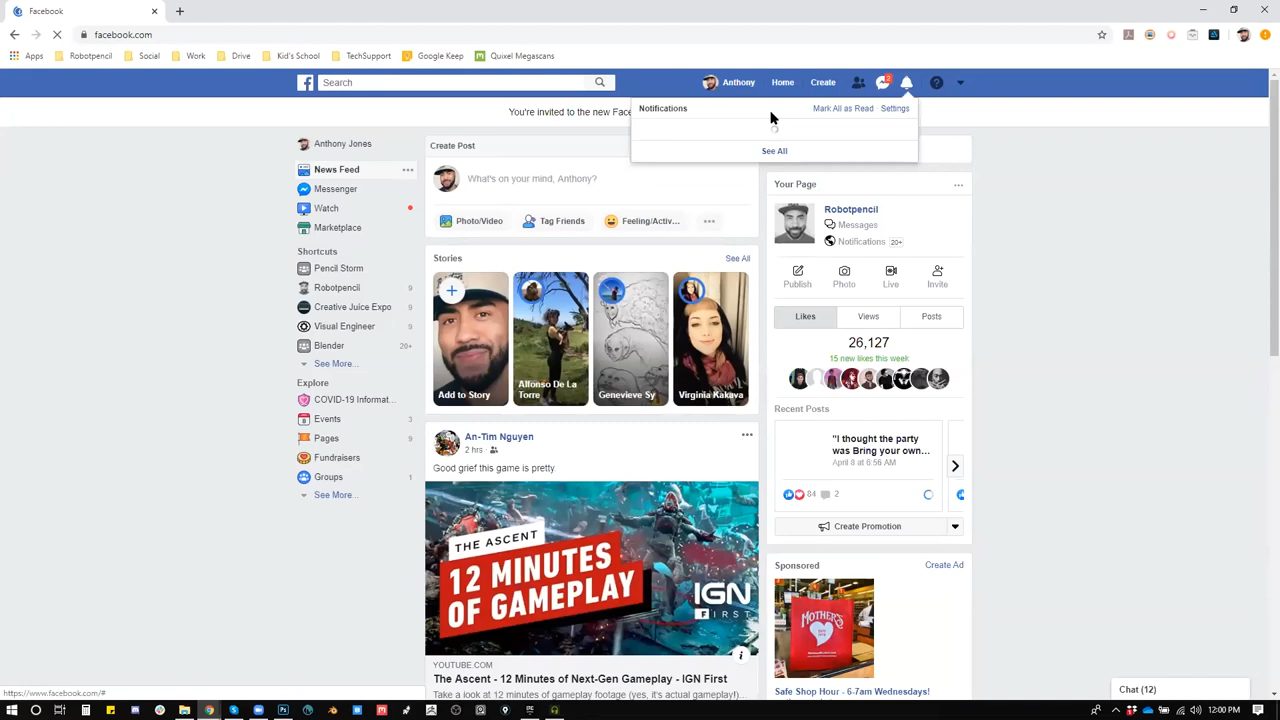 Facebook
facebook.com
Apps Robotpencil Social Work Drive Kid's School TechSupport Google Keep Quixel Megascans
Search
Anthony Home Create 2
You're invited to the new Face
Notifications Mark All as Read Settings
See All
Anthony Jones
News Feed
Messenger
Watch
Marketplace
Shortcuts
Pencil Storm
Robotpencil 9
Creative Juice Expo 9
Visual Engineer 9
Blender 20+
See More...
Explore
COVID-19 Informat...
Events 3
Pages 9
Fundraisers
Groups 1
See More...
Create Post
What's on your mind, Anthony?
Photo/Video Tag Friends Feeling/Activ...
Stories See All
Add to Story
Alfonso De La
Torre
Genevieve Sy
Virginia Kakava
An-Tim Nguyen
2 hrs
Good grief this game is pretty.
THE ASCENT
12 MINUTES
OF GAMEPLAY
IGN
FIRST
YOUTUBE.COM
The Ascent - 12 Minutes of Next-Gen Gameplay - IGN First
Take a look at 12 minutes of gameplay footage (yes, it's actual gameplay!)...
Your Page
Robotpencil
Messages
Notifications 20+
Publish Photo Live Invite
Likes Views Posts
26,127
15 new likes this week
Recent Posts
"I thought the party
was Bring your own...
April 8 at 6:56 AM
84 2
Create Promotion
Sponsored Create Ad
MOTHER'S
Safe Shop Hour - 6-7am Wednesdays!
Chat (12)
https://www.facebook.com/#
12:00 PM